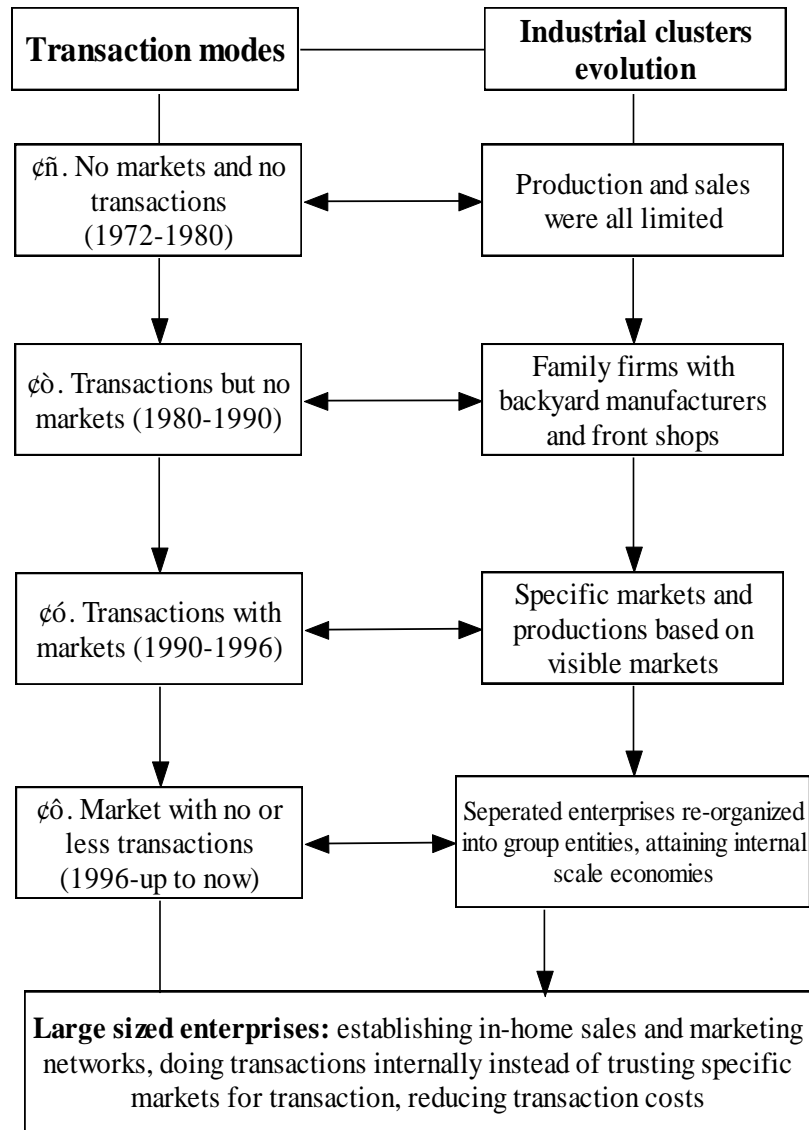 Transaction modes
Industrial clusters
evolution
¢ñ. No markets and no
transactions
(1972-1980)
Production and sales
were all limited
¢ò. Transactions but no
markets (1980-1990)
Family firms with
backyard manufacturers
and front shops
¢ó. Transactions with
markets (1990-1996)
Specific markets and
productions based on
visible markets
¢ô. Market with no or
less transactions
(1996-up to now)
Seperated enterprises re-organized
into group entities, attaining internal
scale economies
Large sized enterprises: establishing in-home sales and marketing
networks, doing transactions internally instead of trusting specific
markets for transaction, reducing transaction costs